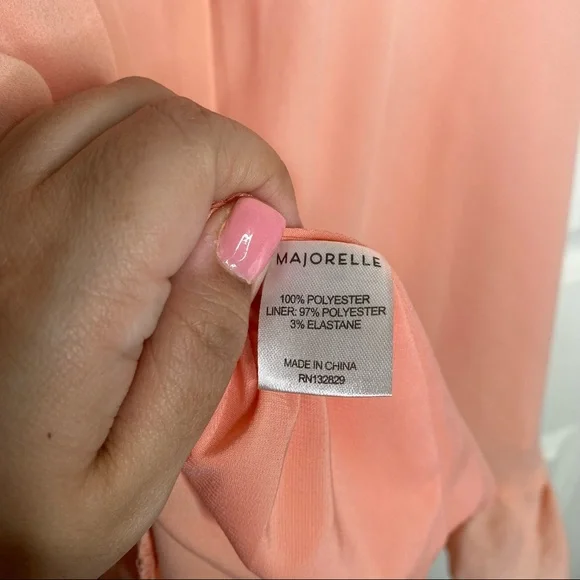 MAJORELLE
100% POLYESTER
LINER: 97% POLYESTER
3% ELASTANE
MADE IN CHINA
RN132829